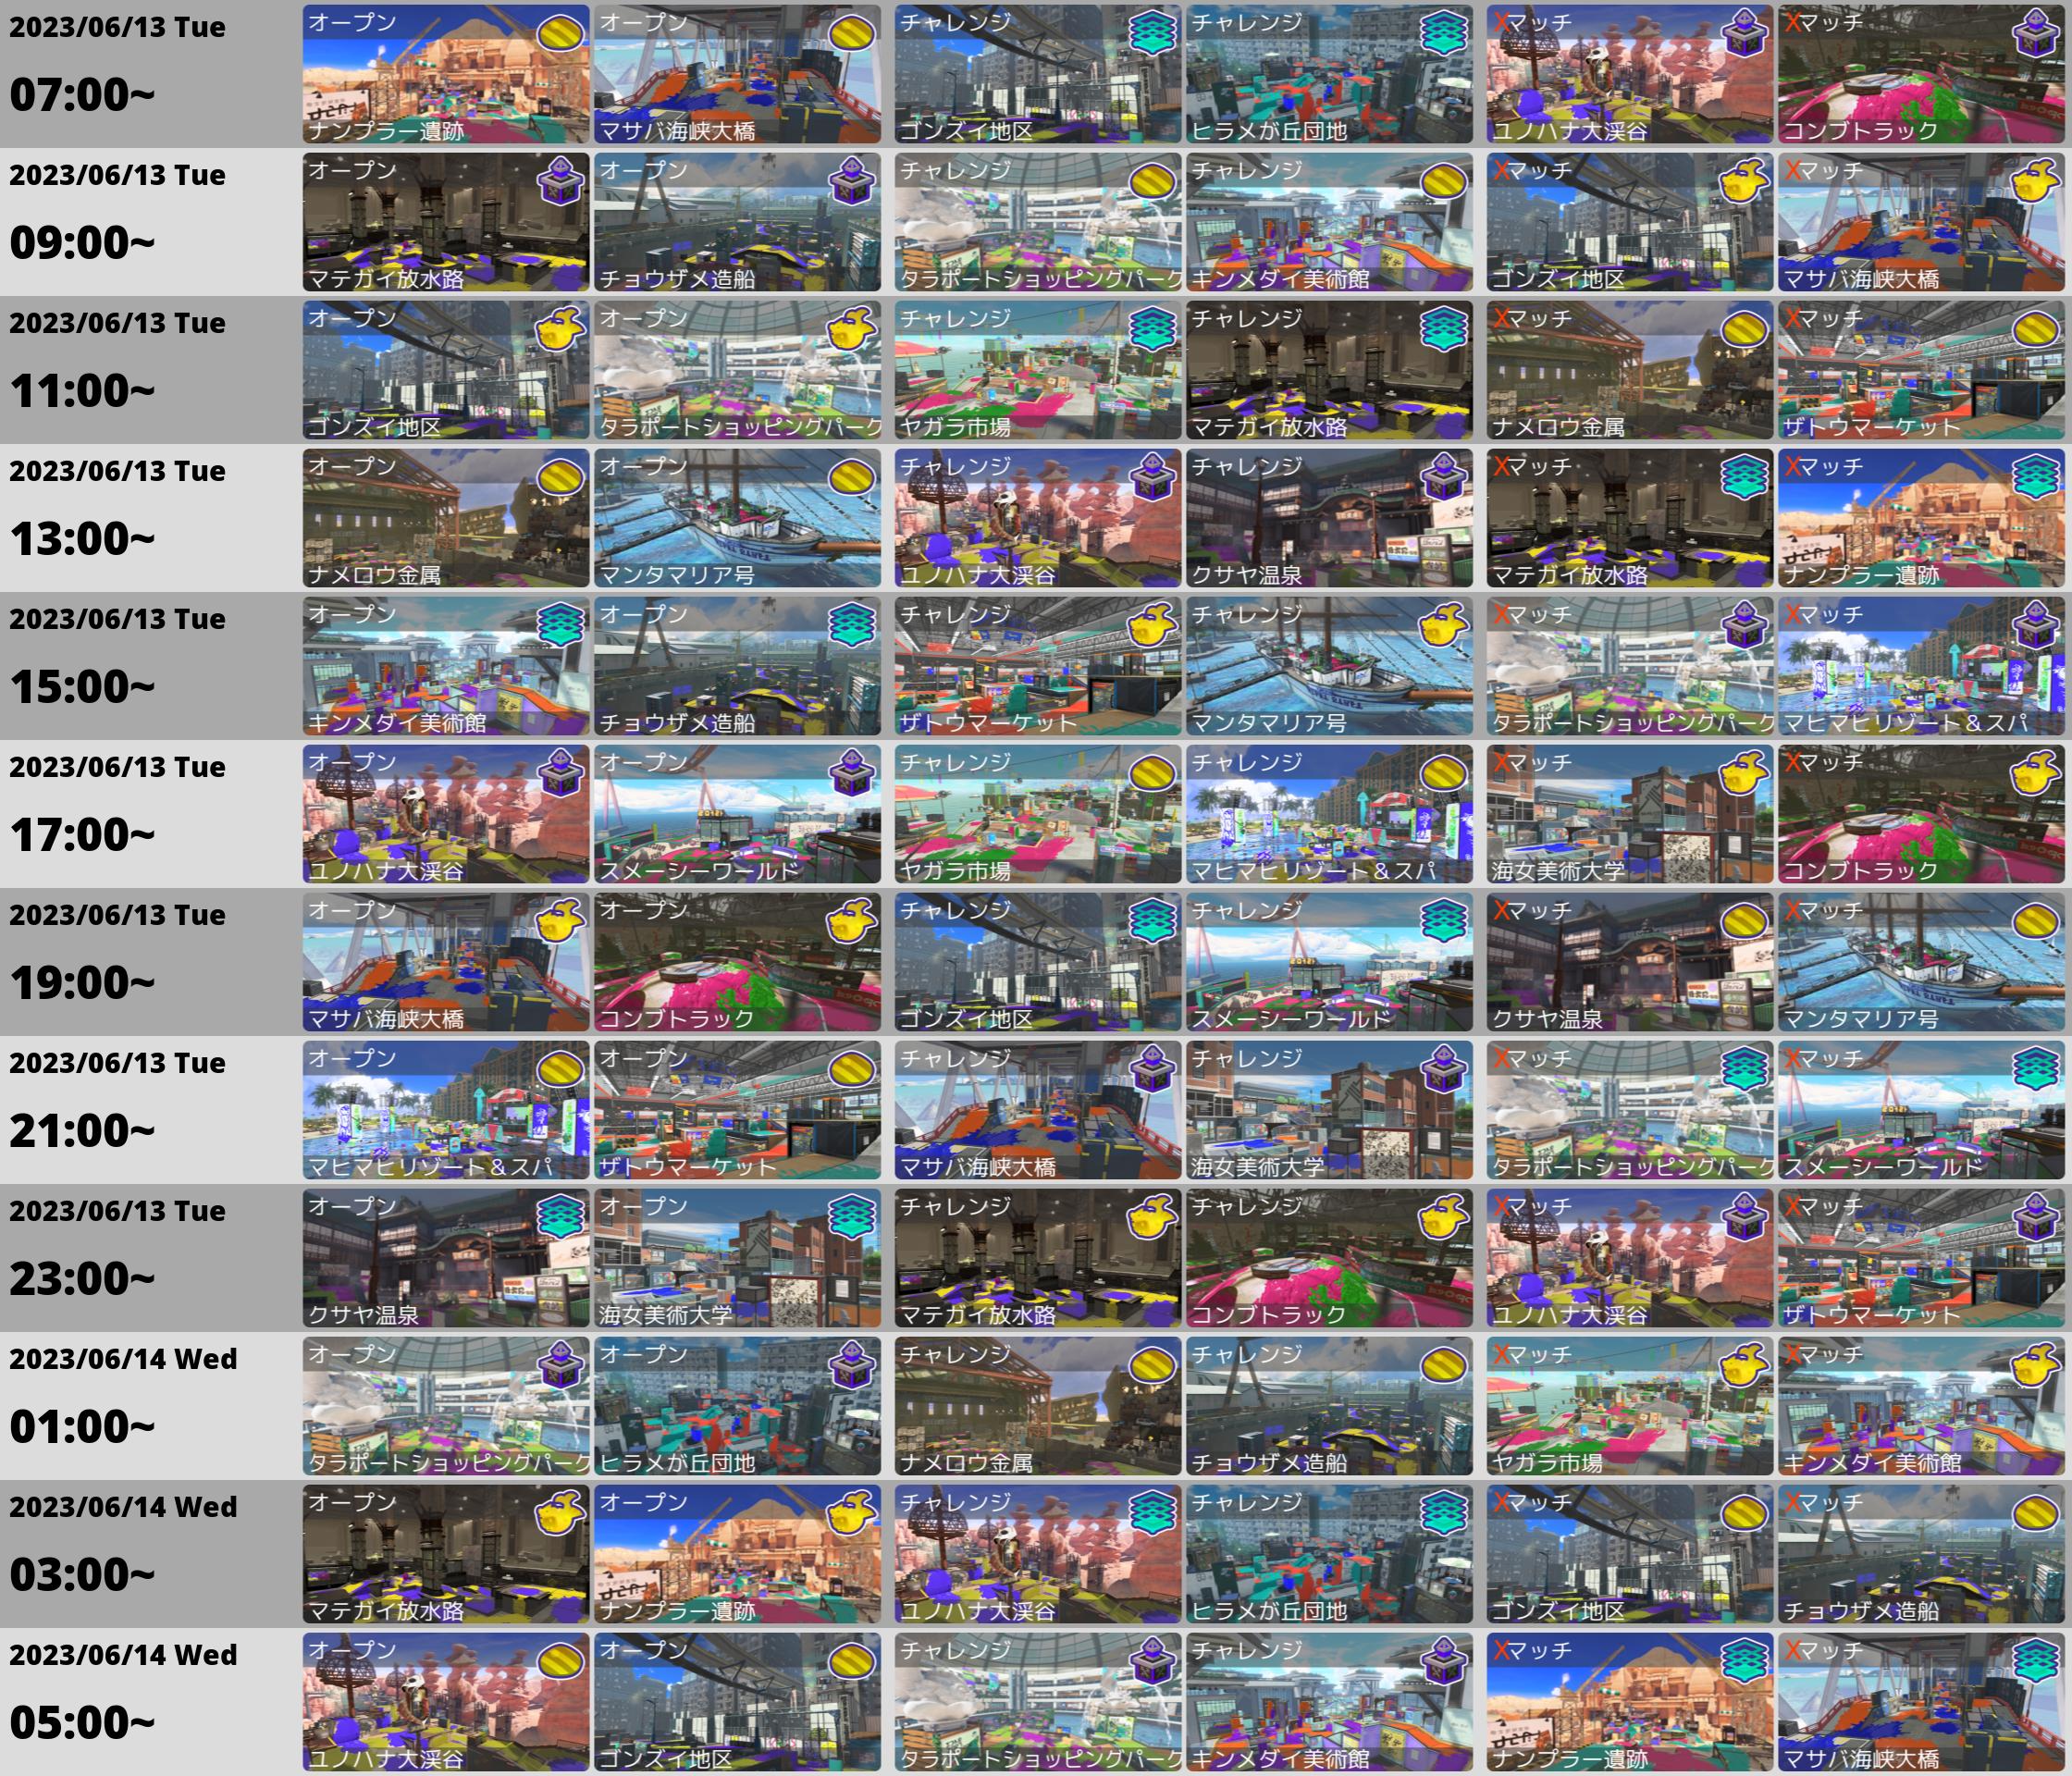 2023/06/13 Tue
07:00~
オープン オープン チャレンジ チャレンジ Xマッチ Xマッチ
ナンプラー遺跡 マサバ海峡大橋 ゴンズイ地区 ヒラメが丘団地 ユノハナ大渓谷 コンブトラック
2023/06/13 Tue
09:00~
オープン オープン チャレンジ チャレンジ Xマッチ Xマッチ
マテガイ放水路 チョウザメ造船 タラポートショッピングパーク キンメダイ美術館 ゴンズイ地区 マサバ海峡大橋
2023/06/13 Tue
11:00~
オープン オープン チャレンジ チャレンジ Xマッチ Xマッチ
ゴンズイ地区 タラポートショッピングパーク ヤガラ市場 マテガイ放水路 ナメロウ金属 ザトウマーケット
2023/06/13 Tue
13:00~
オープン オープン チャレンジ チャレンジ Xマッチ Xマッチ
ナメロウ金属 マンタマリア号 ユノハナ大渓谷 クサヤ温泉 マテガイ放水路 ナンプラー遺跡
2023/06/13 Tue
15:00~
オープン オープン チャレンジ チャレンジ Xマッチ Xマッチ
キンメダイ美術館 チョウザメ造船 ザトウマーケット マンタマリア号 タラポートショッピングパーク マヒマヒリゾート＆スパ
2023/06/13 Tue
17:00~
オープン オープン チャレンジ チャレンジ Xマッチ Xマッチ
ユノハナ大渓谷 スメーシーワールド ヤガラ市場 マヒマヒリゾート＆スパ 海女美術大学 コンブトラック
2023/06/13 Tue
19:00~
オープン オープン チャレンジ チャレンジ Xマッチ Xマッチ
マサバ海峡大橋 コンブトラック ゴンズイ地区 スメーシーワールド クサヤ温泉 マンタマリア号
2023/06/13 Tue
21:00~
オープン オープン チャレンジ チャレンジ Xマッチ Xマッチ
マヒマヒリゾート＆スパ ザトウマーケット マサバ海峡大橋 海女美術大学 タラポートショッピングパーク スメーシーワールド
2023/06/13 Tue
23:00~
オープン オープン チャレンジ チャレンジ Xマッチ Xマッチ
クサヤ温泉 海女美術大学 マテガイ放水路 コンブトラック ユノハナ大渓谷 ザトウマーケット
2023/06/14 Wed
01:00~
オープン オープン チャレンジ チャレンジ Xマッチ Xマッチ
タラポートショッピングパーク ヒラメが丘団地 ナメロウ金属 チョウザメ造船 ヤガラ市場 キンメダイ美術館
2023/06/14 Wed
03:00~
オープン オープン チャレンジ チャレンジ Xマッチ Xマッチ
マテガイ放水路 ナンプラー遺跡 ユノハナ大渓谷 ヒラメが丘団地 ゴンズイ地区 チョウザメ造船
2023/06/14 Wed
05:00~
オープン オープン チャレンジ チャレンジ Xマッチ Xマッチ
ユノハナ大渓谷 ゴンズイ地区 タラポートショッピングパーク キンメダイ美術館 ナンプラー遺跡 マサバ海峡大橋